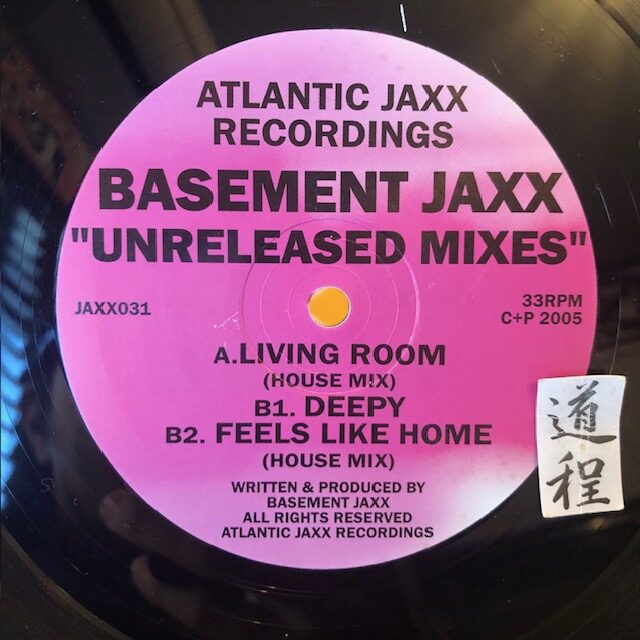 ATLANTIC JAXX
RECORDINGS
BASEMENT JAXX
"UNRELEASED MIXES"
JAXX031
33RPM
C+P 2005
A.LIVING ROOM
(HOUSE MIX)
B1. DEEPY
B2. FEELS LIKE HOME
(HOUSE MIX)
WRITTEN & PRODUCED BY
BASEMENT JAXX
ALL RIGHTS RESERVED
ATLANTIC JAXX RECORDINGS
道
程